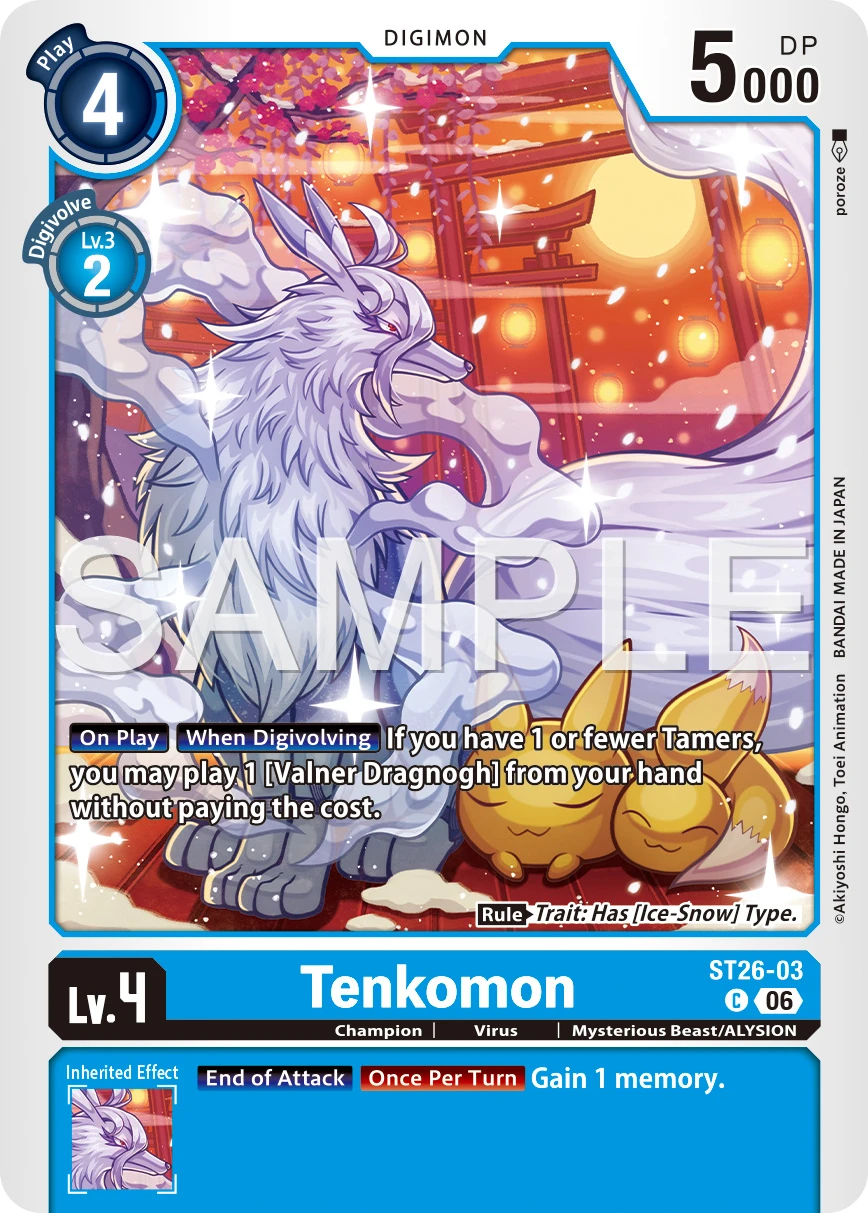 DIGIMON
Play
4
5000
DP
Digivolve
Lv.3
2
poroze
SAMPLE
On Play When Digivolving If you have 1 or fewer Tamers,
you may play 1 [Valner Dragnogh] from your hand
without paying the cost.
Rule Trait: Has [Ice-Snow] Type.
©Akiyoshi Hongo, Toei Animation BANDAI MADE IN JAPAN
Lv.4
Tenkomon
ST26-03
C 06
Champion | Virus | Mysterious Beast/ALYSION
Inherited Effect
End of Attack Once Per Turn Gain 1 memory.